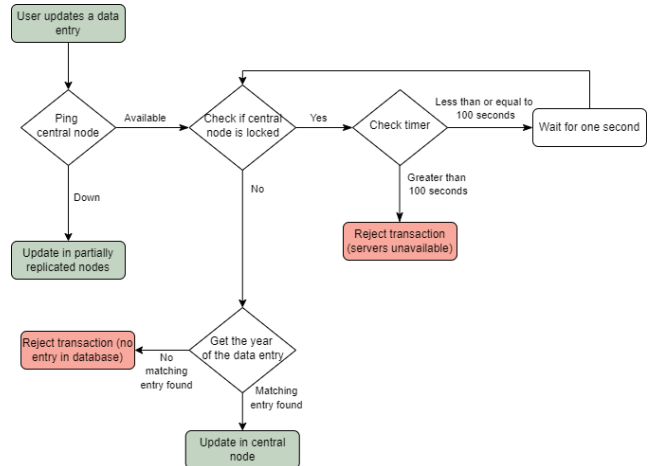 User updates a data
entry
Ping
central node
Available
Check if central
node is locked
Yes
Check timer
Less than or equal to
100 seconds
Wait for one second
Down
No
Greater than
100 seconds
Update in partially
replicated nodes
Reject transaction
(servers unavailable)
Reject transaction (no
entry in database)
No
matching
entry found
Get the year
of the data entry
Matching
entry found
Update in central
node